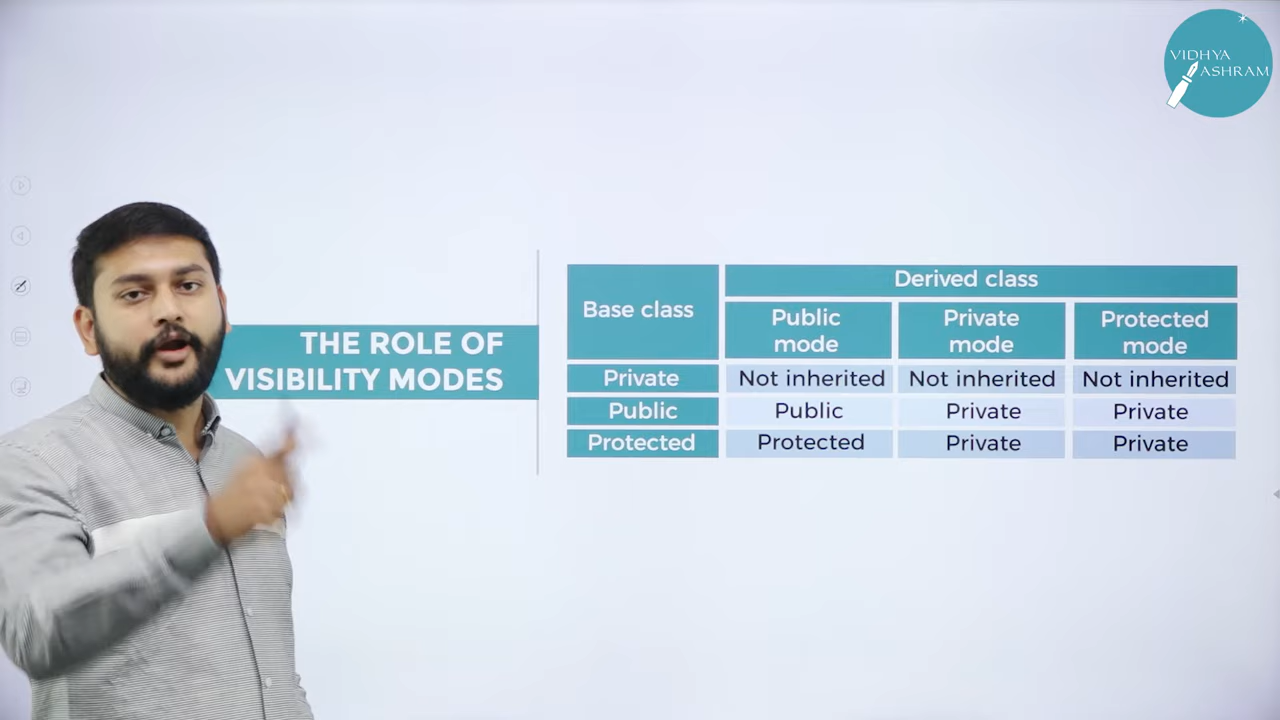 VIDHYA
ASHRAM
THE ROLE OF
VISIBILITY MODES
Base class
Derived class
Public mode
Private mode
Protected mode
Private Not inherited Not inherited Not inherited
Public Public Private Private
Protected Protected Private Private